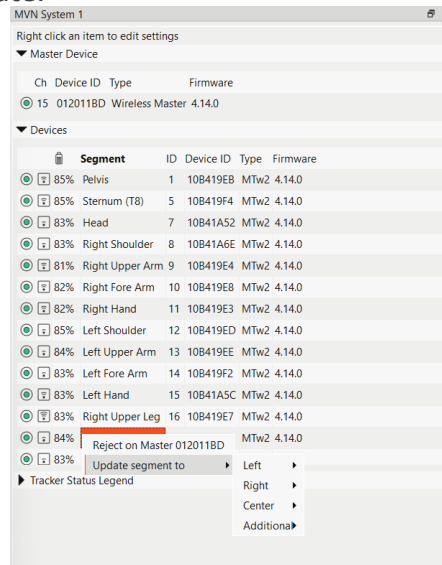 MVN System 1
Right click an item to edit settings
Master Device
Ch Device ID Type Firmware
15 012011BD Wireless Master 4.14.0
Devices
Segment ID Device ID Type Firmware
85% Pelvis 1 10B419EB MTw2 4.14.0
85% Sternum (T8) 5 10B419F4 MTw2 4.14.0
83% Head 7 10B41A52 MTw2 4.14.0
83% Right Shoulder 8 10B41A6E MTw2 4.14.0
81% Right Upper Arm 9 10B419E4 MTw2 4.14.0
82% Right Fore Arm 10 10B419E8 MTw2 4.14.0
82% Right Hand 11 10B419E3 MTw2 4.14.0
85% Left Shoulder 12 10B419ED MTw2 4.14.0
84% Left Upper Arm 13 10B419EE MTw2 4.14.0
83% Left Fore Arm 14 10B419F2 MTw2 4.14.0
83% Left Hand 15 10B41A5C MTw2 4.14.0
83% Right Upper Leg 16 10B419E7 MTw2 4.14.0
84% MTw2 4.14.0
Reject on Master 012011BD
83%
Update segment to
Left
Right
Center
Additional
Tracker Status Legend